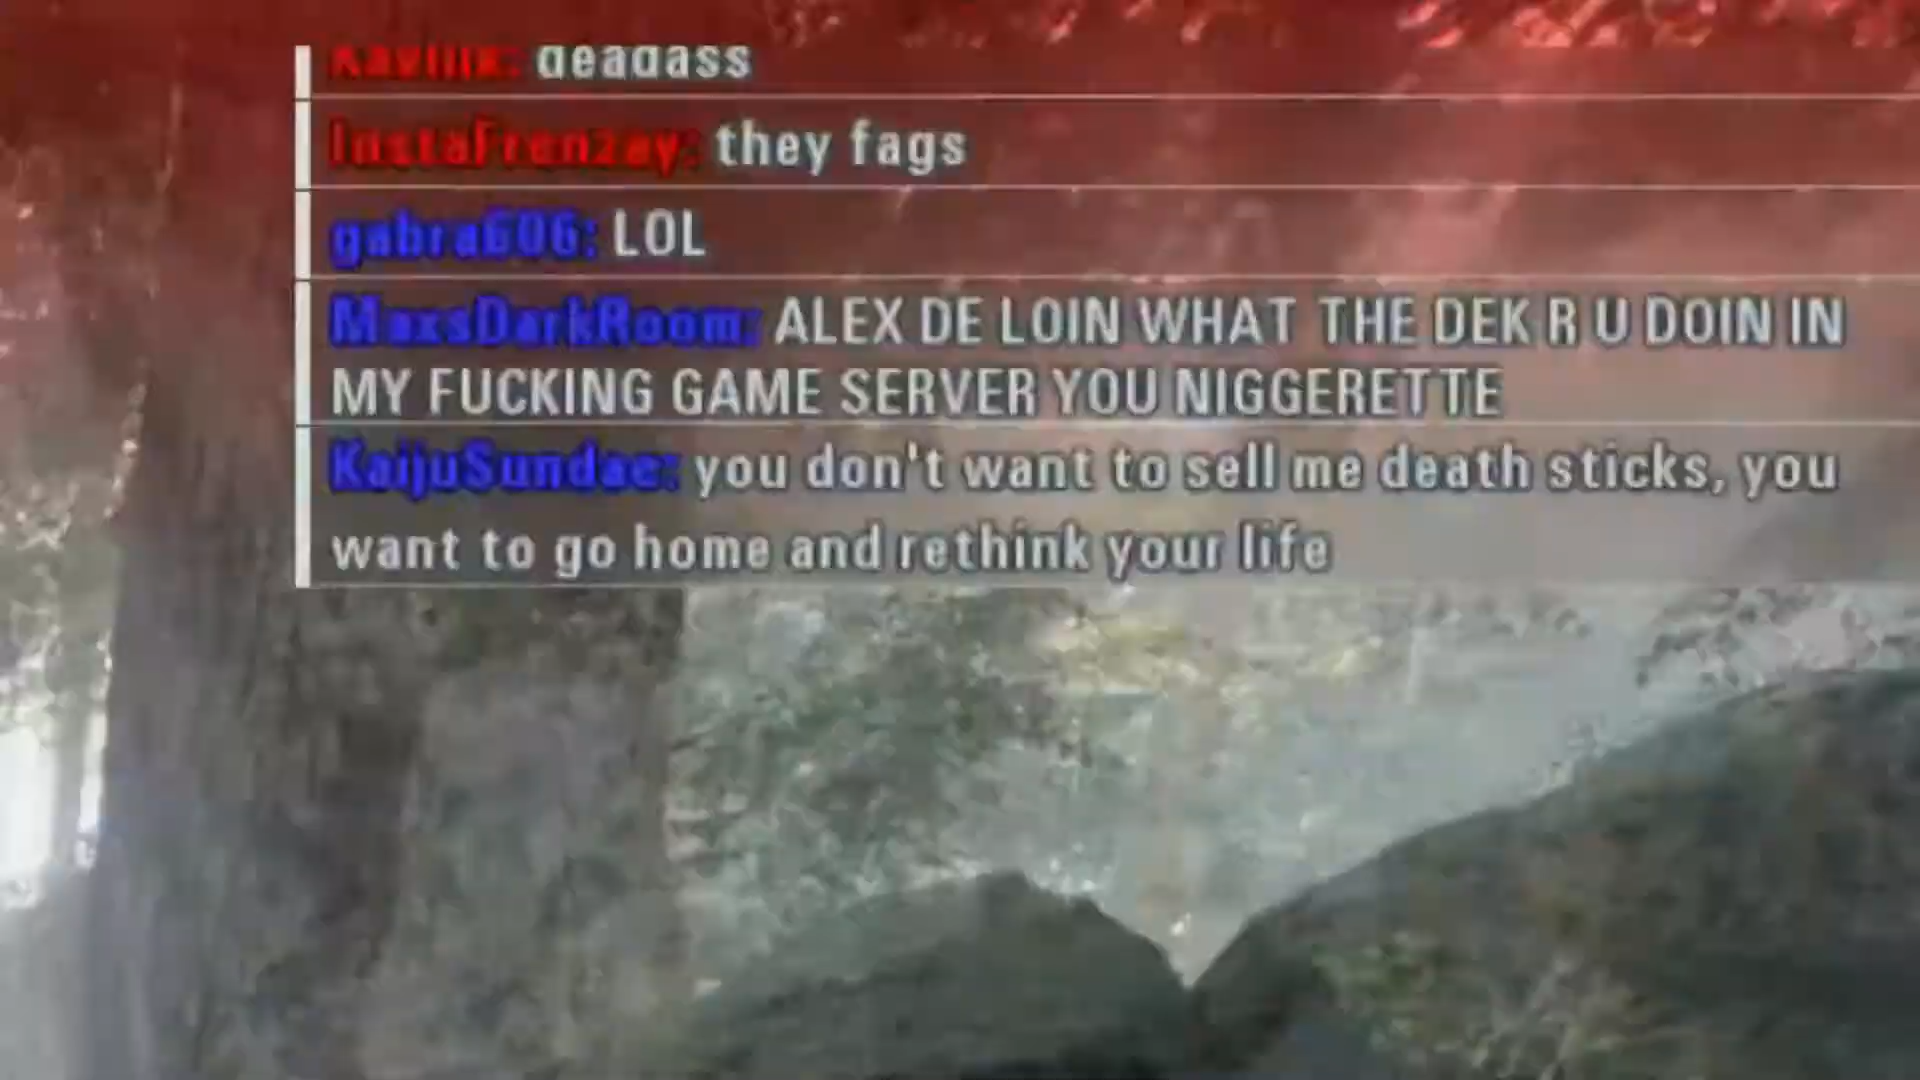 deadass
InstaFrenzey: they fags
gabra606: LOL
MaxsDarkRoom: ALEX DE LOIN WHAT THE DEK R U DOIN IN
MY FUCKING GAME SERVER YOU NIGGERETTE
KaijuSundae: you don't want to sell me death sticks, you
want to go home and rethink your life